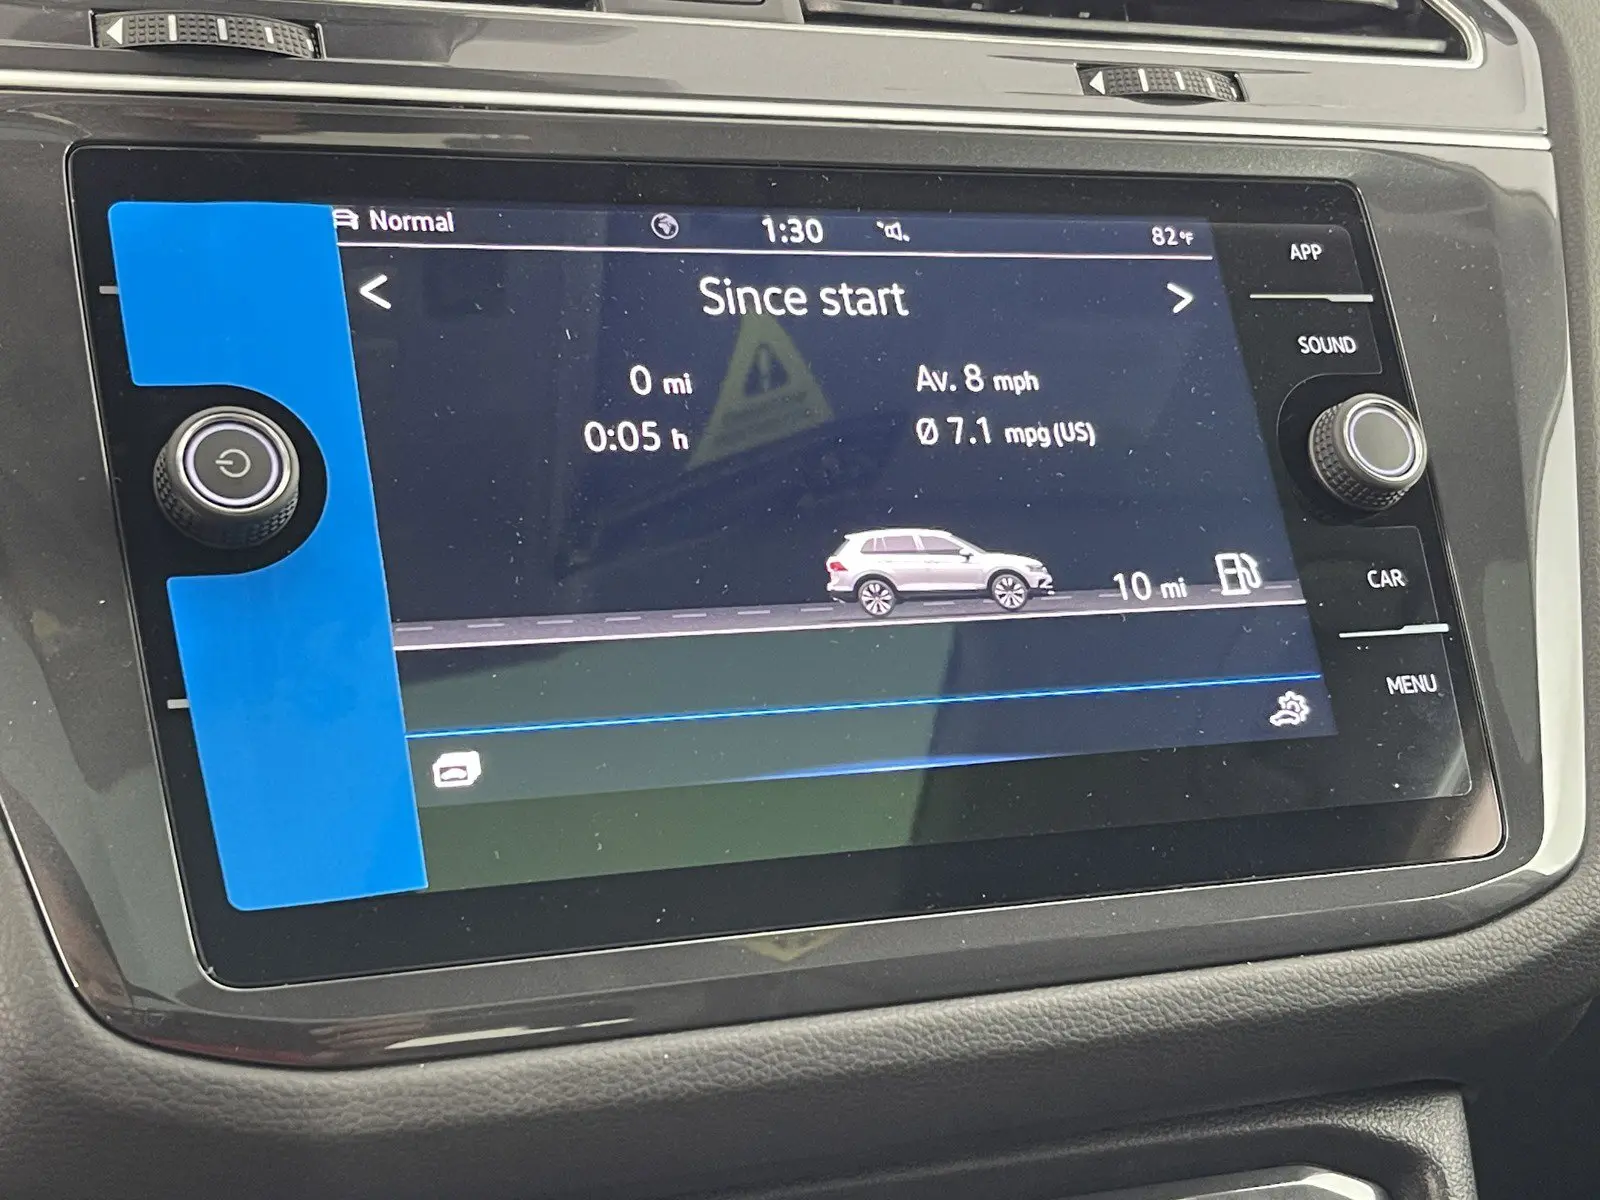 Normal
1:30
82°F
APP
< Since start >
SOUND
0 mi
Av. 8 mph
0:05 h
Ø 7.1 mpg (US)
10 mi
CAR
MENU